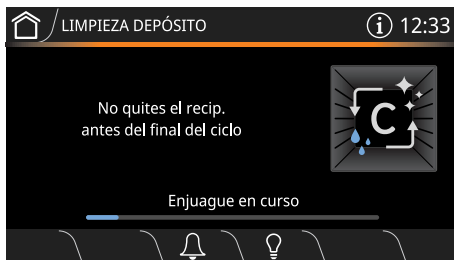 LIMPIEZA DEPÓSITO
i 12:33
No quites el recip.
antes del final del ciclo
C
Enjuague en curso